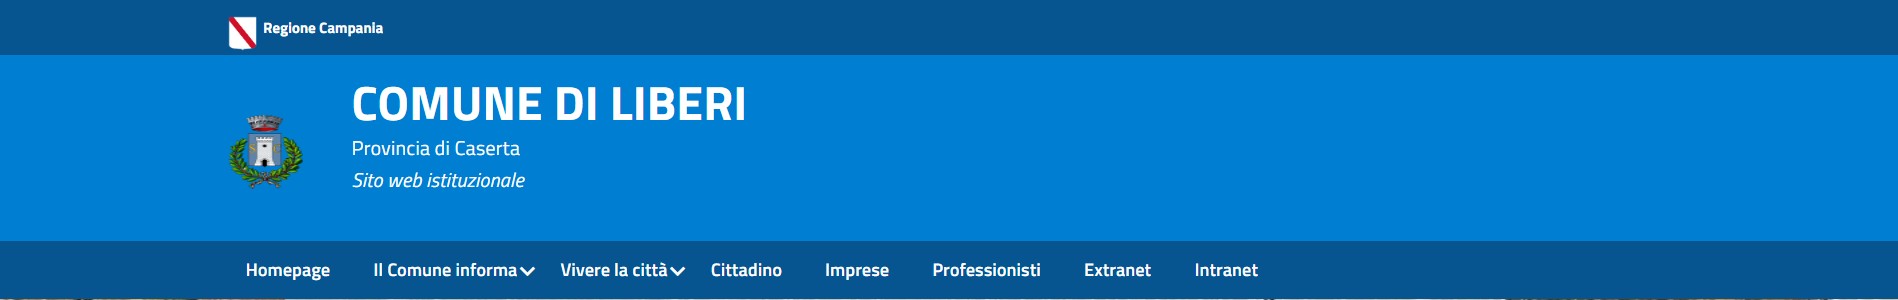 Regione Campania
COMUNE DI LIBERI
Provincia di Caserta
Sito web istituzionale
Homepage Il Comune informa Vivere la città Cittadino Imprese Professionisti Extranet Intranet